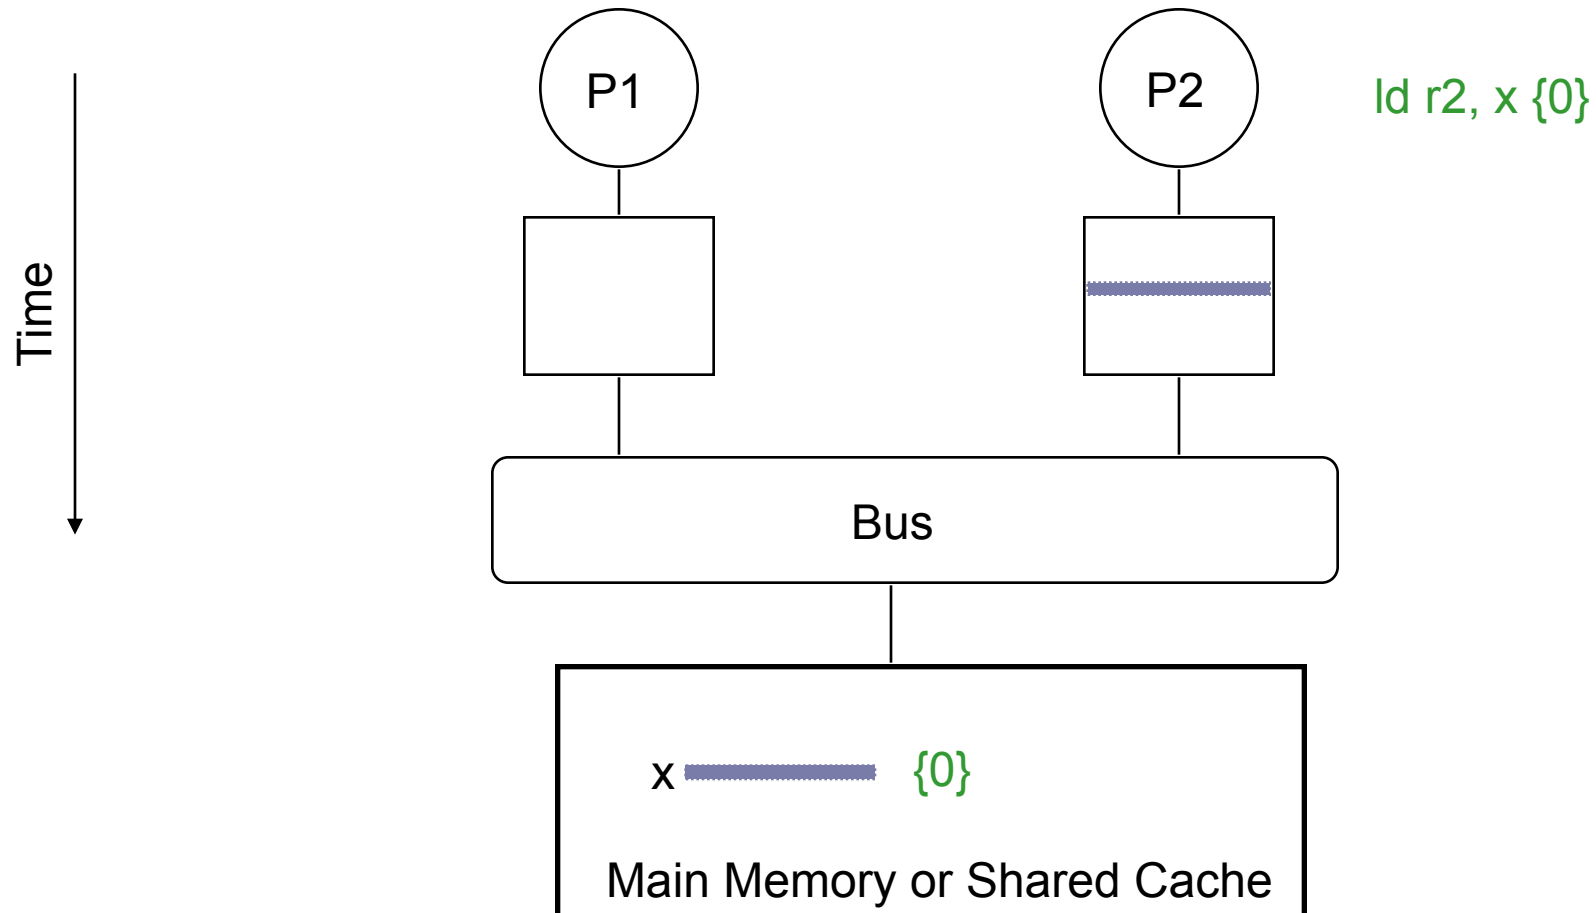 P1
P2
ld r2, x {0}
Time
Bus
x {0}
Main Memory or Shared Cache